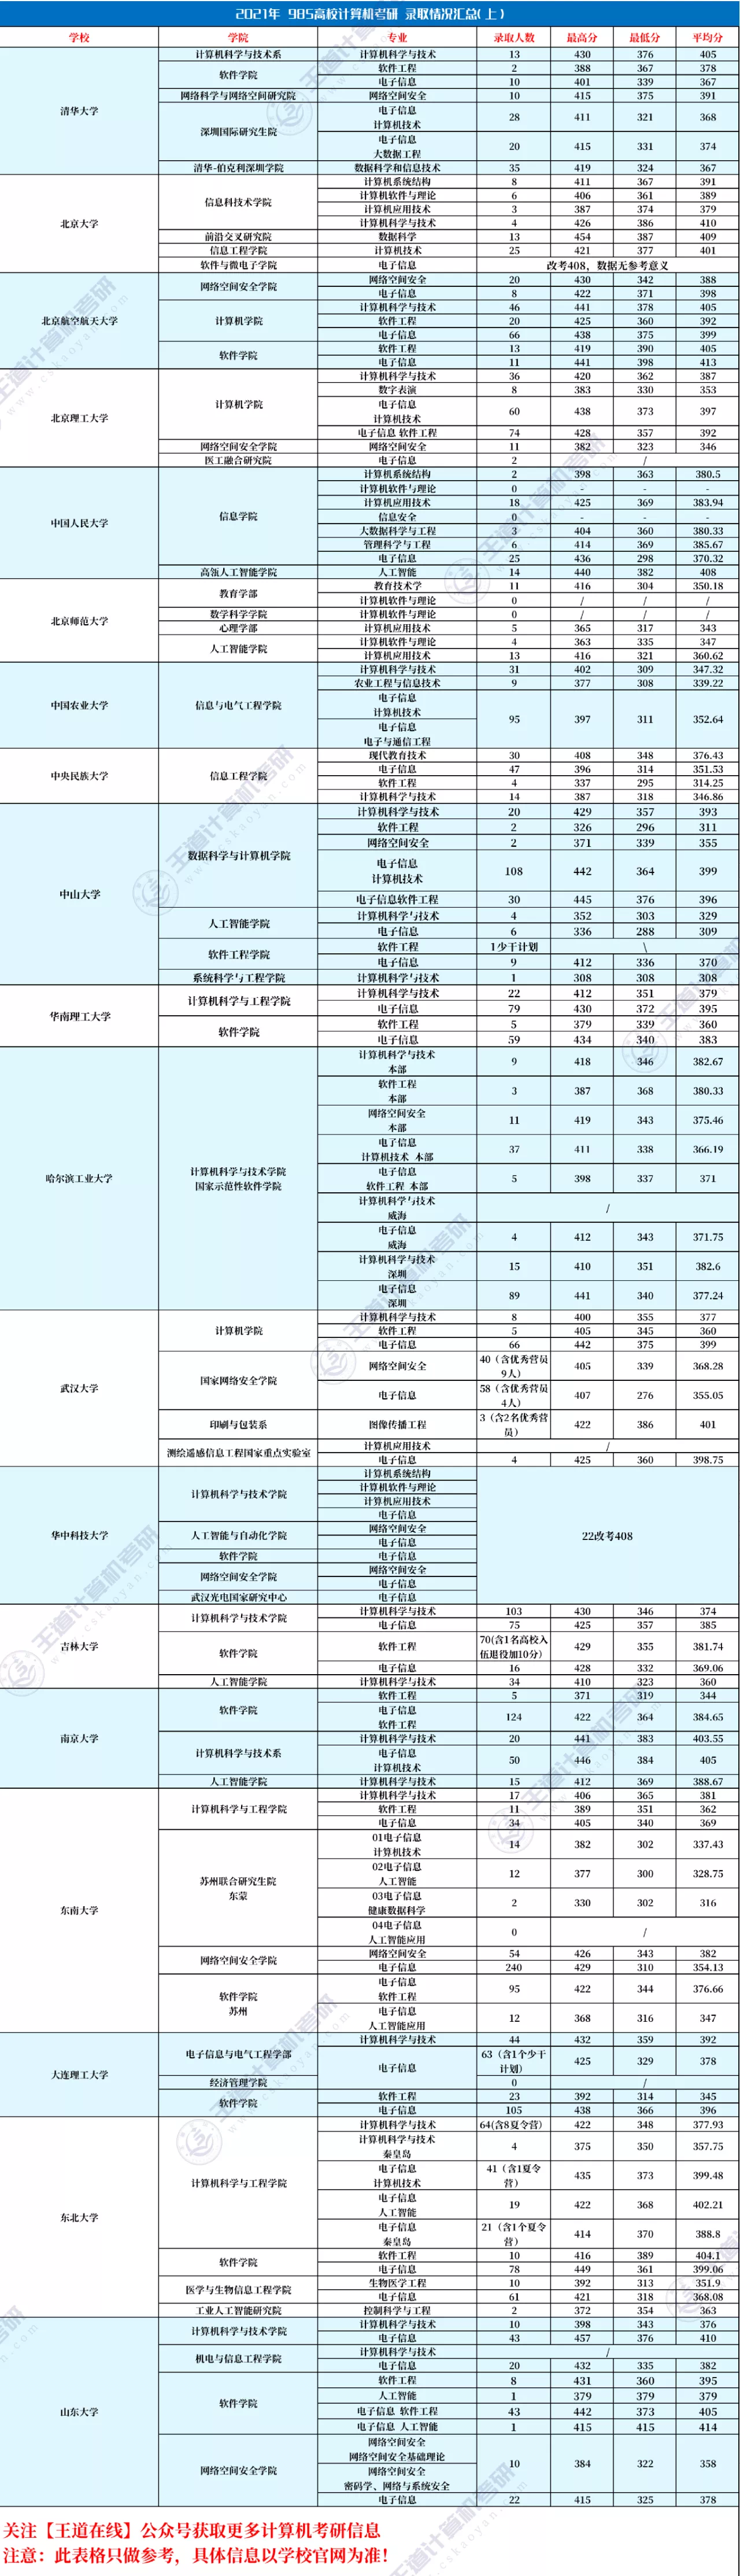 2021年 985高校计算机考研 录取情况汇总(上)
学校 学院 专业 录取人数 最高分 最低分 平均分
清华大学 计算机科学与技术系 计算机科学与技术 13 430 376 405
软件学院 软件工程 2 388 367 378
电子信息 10 401 339 367
网络科学与网络空间研究院 网络空间安全 10 415 375 391
深圳国际研究生院 电子信息
计算机技术 28 411 321 368
电子信息
大数据工程 20 415 331 374
清华-伯克利深圳学院 数据科学和信息技术 35 419 324 367
北京大学 信息科技术学院 计算机系统结构 8 411 367 391
计算机软件与理论 6 406 361 389
计算机应用技术 3 387 374 379
计算机科学与技术 4 426 386 410
前沿交叉研究院 数据科学 13 454 387 409
信息工程学院 计算机技术 25 421 377 401
软件与微电子学院 电子信息 改考408，数据无参考意义
北京航空航天大学 网络空间安全学院 网络空间安全 20 430 342 388
电子信息 8 422 371 398
计算机学院 计算机科学与技术 46 441 378 405
软件工程 20 425 360 392
电子信息 66 438 375 399
软件学院 软件工程 13 419 390 405
电子信息 11 441 398 413
北京理工大学 计算机学院 计算机科学与技术 36 420 362 387
数字表演 8 383 330 353
电子信息
计算机技术 60 438 373 397
电子信息 软件工程 74 428 357 392
网络空间安全学院 网络空间安全 11 382 323 346
医工融合研究院 电子信息 2 /
中国人民大学 信息学院 计算机系统结构 2 398 363 380.5
计算机软件与理论 0 - - -
计算机应用技术 18 425 369 383.94
信息安全 0 - - -
大数据科学与工程 3 404 360 380.33
管理科学与工程 6 414 369 385.67
电子信息 25 436 298 370.32
高瓴人工智能学院 人工智能 14 440 382 408
北京师范大学 教育学部 教育技术学 11 416 304 350.18
计算机软件与理论 0 / / /
数学科学学院 计算机软件与理论 0 / / /
心理学部 计算机应用技术 5 365 317 343
人工智能学院 计算机软件与理论 4 363 335 347
计算机应用技术 13 416 321 360.62
中国农业大学 信息与电气工程学院 计算机科学与技术 31 402 309 347.32
农业工程与信息技术 9 377 308 339.22
电子信息
计算机技术
电子信息
电子与通信工程 95 397 311 352.64
中央民族大学 信息工程学院 现代教育技术 30 408 348 376.43
电子信息 47 396 314 351.53
软件工程 4 337 295 314.25
计算机科学与技术 14 387 318 346.86
中山大学 数据科学与计算机学院 计算机科学与技术 20 429 357 393
软件工程 2 326 296 311
网络空间安全 2 371 339 355
电子信息
计算机技术 108 442 364 399
电子信息软件工程 30 445 376 396
人工智能学院 计算机科学与技术 4 352 303 329
电子信息 6 336 288 309
软件工程学院 软件工程 1少干计划 \
电子信息 9 412 336 370
系统科学与工程学院 计算机科学与技术 1 308 308 308
华南理工大学 计算机科学与工程学院 计算机科学与技术 22 412 351 379
电子信息 79 430 372 395
软件学院 软件工程 5 379 339 360
电子信息 59 434 340 383
哈尔滨工业大学 计算机科学与技术学院
国家示范性软件学院 计算机科学与技术
本部 9 418 346 382.67
软件工程
本部 3 387 368 380.33
网络空间安全
本部 11 419 343 375.46
电子信息
计算机技术 本部 37 411 338 366.19
电子信息
软件工程 本部 5 398 337 371
计算机科学与技术
威海 /
电子信息
威海 4 412 343 371.75
计算机科学与技术
深圳 15 410 351 382.6
电子信息
深圳 89 441 340 377.24
武汉大学 计算机学院 计算机科学与技术 8 400 355 377
软件工程 5 405 345 360
电子信息 66 442 375 399
国家网络安全学院 网络空间安全 40（含优秀营员
9人） 405 339 368.28
电子信息 58（含优秀营员
4人） 407 276 355.05
印刷与包装系 图像传播工程 3（含2名优秀营
员） 422 386 401
测绘遥感信息工程国家重点实验室 计算机应用技术 /
电子信息 4 425 360 398.75
华中科技大学 计算机科学与技术学院 计算机系统结构
计算机软件与理论
计算机应用技术
电子信息
人工智能与自动化学院 网络空间安全
电子信息 22改考408
软件学院 电子信息
网络空间安全学院 网络空间安全
电子信息
武汉光电国家研究中心 电子信息
吉林大学 计算机科学与技术学院 计算机科学与技术 103 430 346 374
电子信息 75 425 357 385
软件学院 软件工程 70(含1名高校入
伍退役加10分) 429 355 381.74
电子信息 16 428 332 369.06
人工智能学院 计算机科学与技术 34 410 323 360
南京大学 软件学院 软件工程 5 371 319 344
电子信息
软件工程 124 422 364 384.65
计算机科学与技术系 计算机科学与技术 20 441 383 403.55
电子信息
计算机技术 50 446 384 405
人工智能学院 计算机科学与技术 15 412 369 388.67
东南大学 计算机科学与工程学院 计算机科学与技术 17 406 365 381
软件工程 11 389 351 362
电子信息 34 405 340 369
苏州联合研究生院
东蒙 01电子信息
计算机技术 14 382 302 337.43
02电子信息
人工智能 12 377 300 328.75
03电子信息
健康数据科学 2 330 302 316
04电子信息
人工智能应用 0 /
网络空间安全学院 网络空间安全 54 426 343 382
电子信息 240 429 310 354.13
软件学院
苏州 电子信息
软件工程 95 422 344 376.66
电子信息
人工智能应用 12 368 316 347
大连理工大学 电子信息与电气工程学部 计算机科学与技术 44 432 359 392
电子信息 63（含1个少干
计划） 425 329 378
经济管理学院 0 /
软件学院 软件工程 23 392 314 345
电子信息 105 438 366 396
东北大学 计算机科学与工程学院 计算机科学与技术 64(含8夏令营) 422 348 377.93
计算机科学与技术
秦皇岛 4 375 350 357.75
电子信息
计算机技术 41（含1夏令
营） 435 373 399.48
电子信息
人工智能 19 422 368 402.21
电子信息
秦皇岛 21（含1个夏令
营） 414 370 388.8
软件学院 软件工程 10 416 389 404.1
电子信息 78 449 361 399.06
医学与生物信息工程学院 生物医学工程 10 392 313 351.9
电子信息 61 421 318 368.08
工业人工智能研究院 控制科学与工程 2 372 354 363
山东大学 计算机科学与技术学院 计算机科学与技术 10 398 343 376
电子信息 43 457 376 410
机电与信息工程学院 计算机科学与技术 /
电子信息 20 432 335 382
软件学院 软件工程 8 431 360 395
人工智能 1 379 379 379
电子信息 软件工程 43 442 373 405
电子信息 人工智能 1 415 415 414
网络空间安全学院 网络空间安全
网络空间安全基础理论
网络空间安全
密码学、网络与系统安全 10 384 322 358
电子信息 22 415 325 378
关注【王道在线】公众号获取更多计算机考研信息
注意：此表格只做参考，具体信息以学校官网为准！
王道计算机考研
www.cskaoyan.com